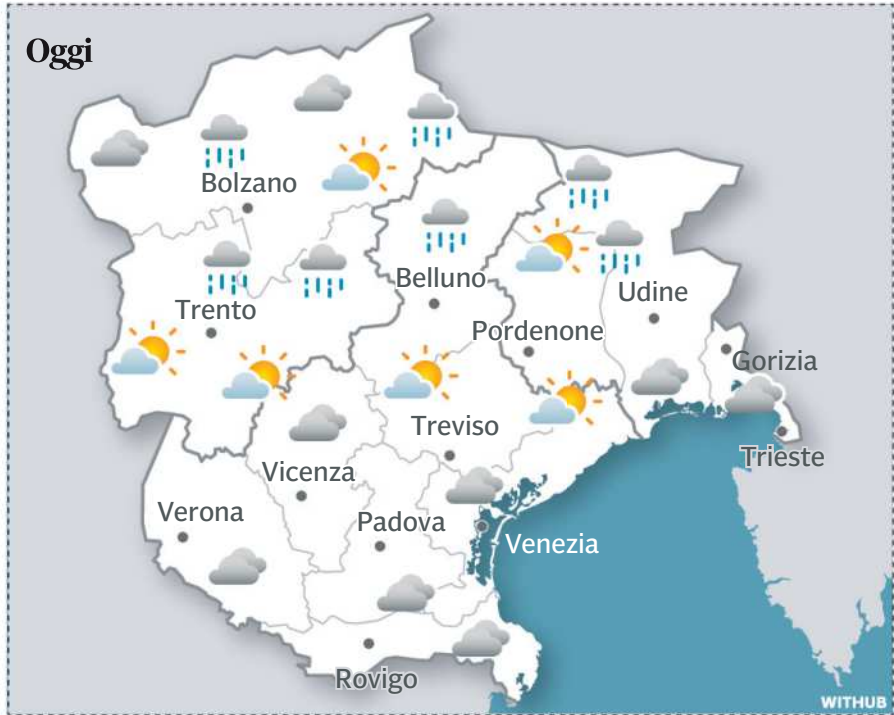 Oggi
Bolzano
Belluno
Trento
Udine
Pordenone
Gorizia
Treviso
Trieste
Vicenza
Verona
Padova
Venezia
Rovigo
WITHUB